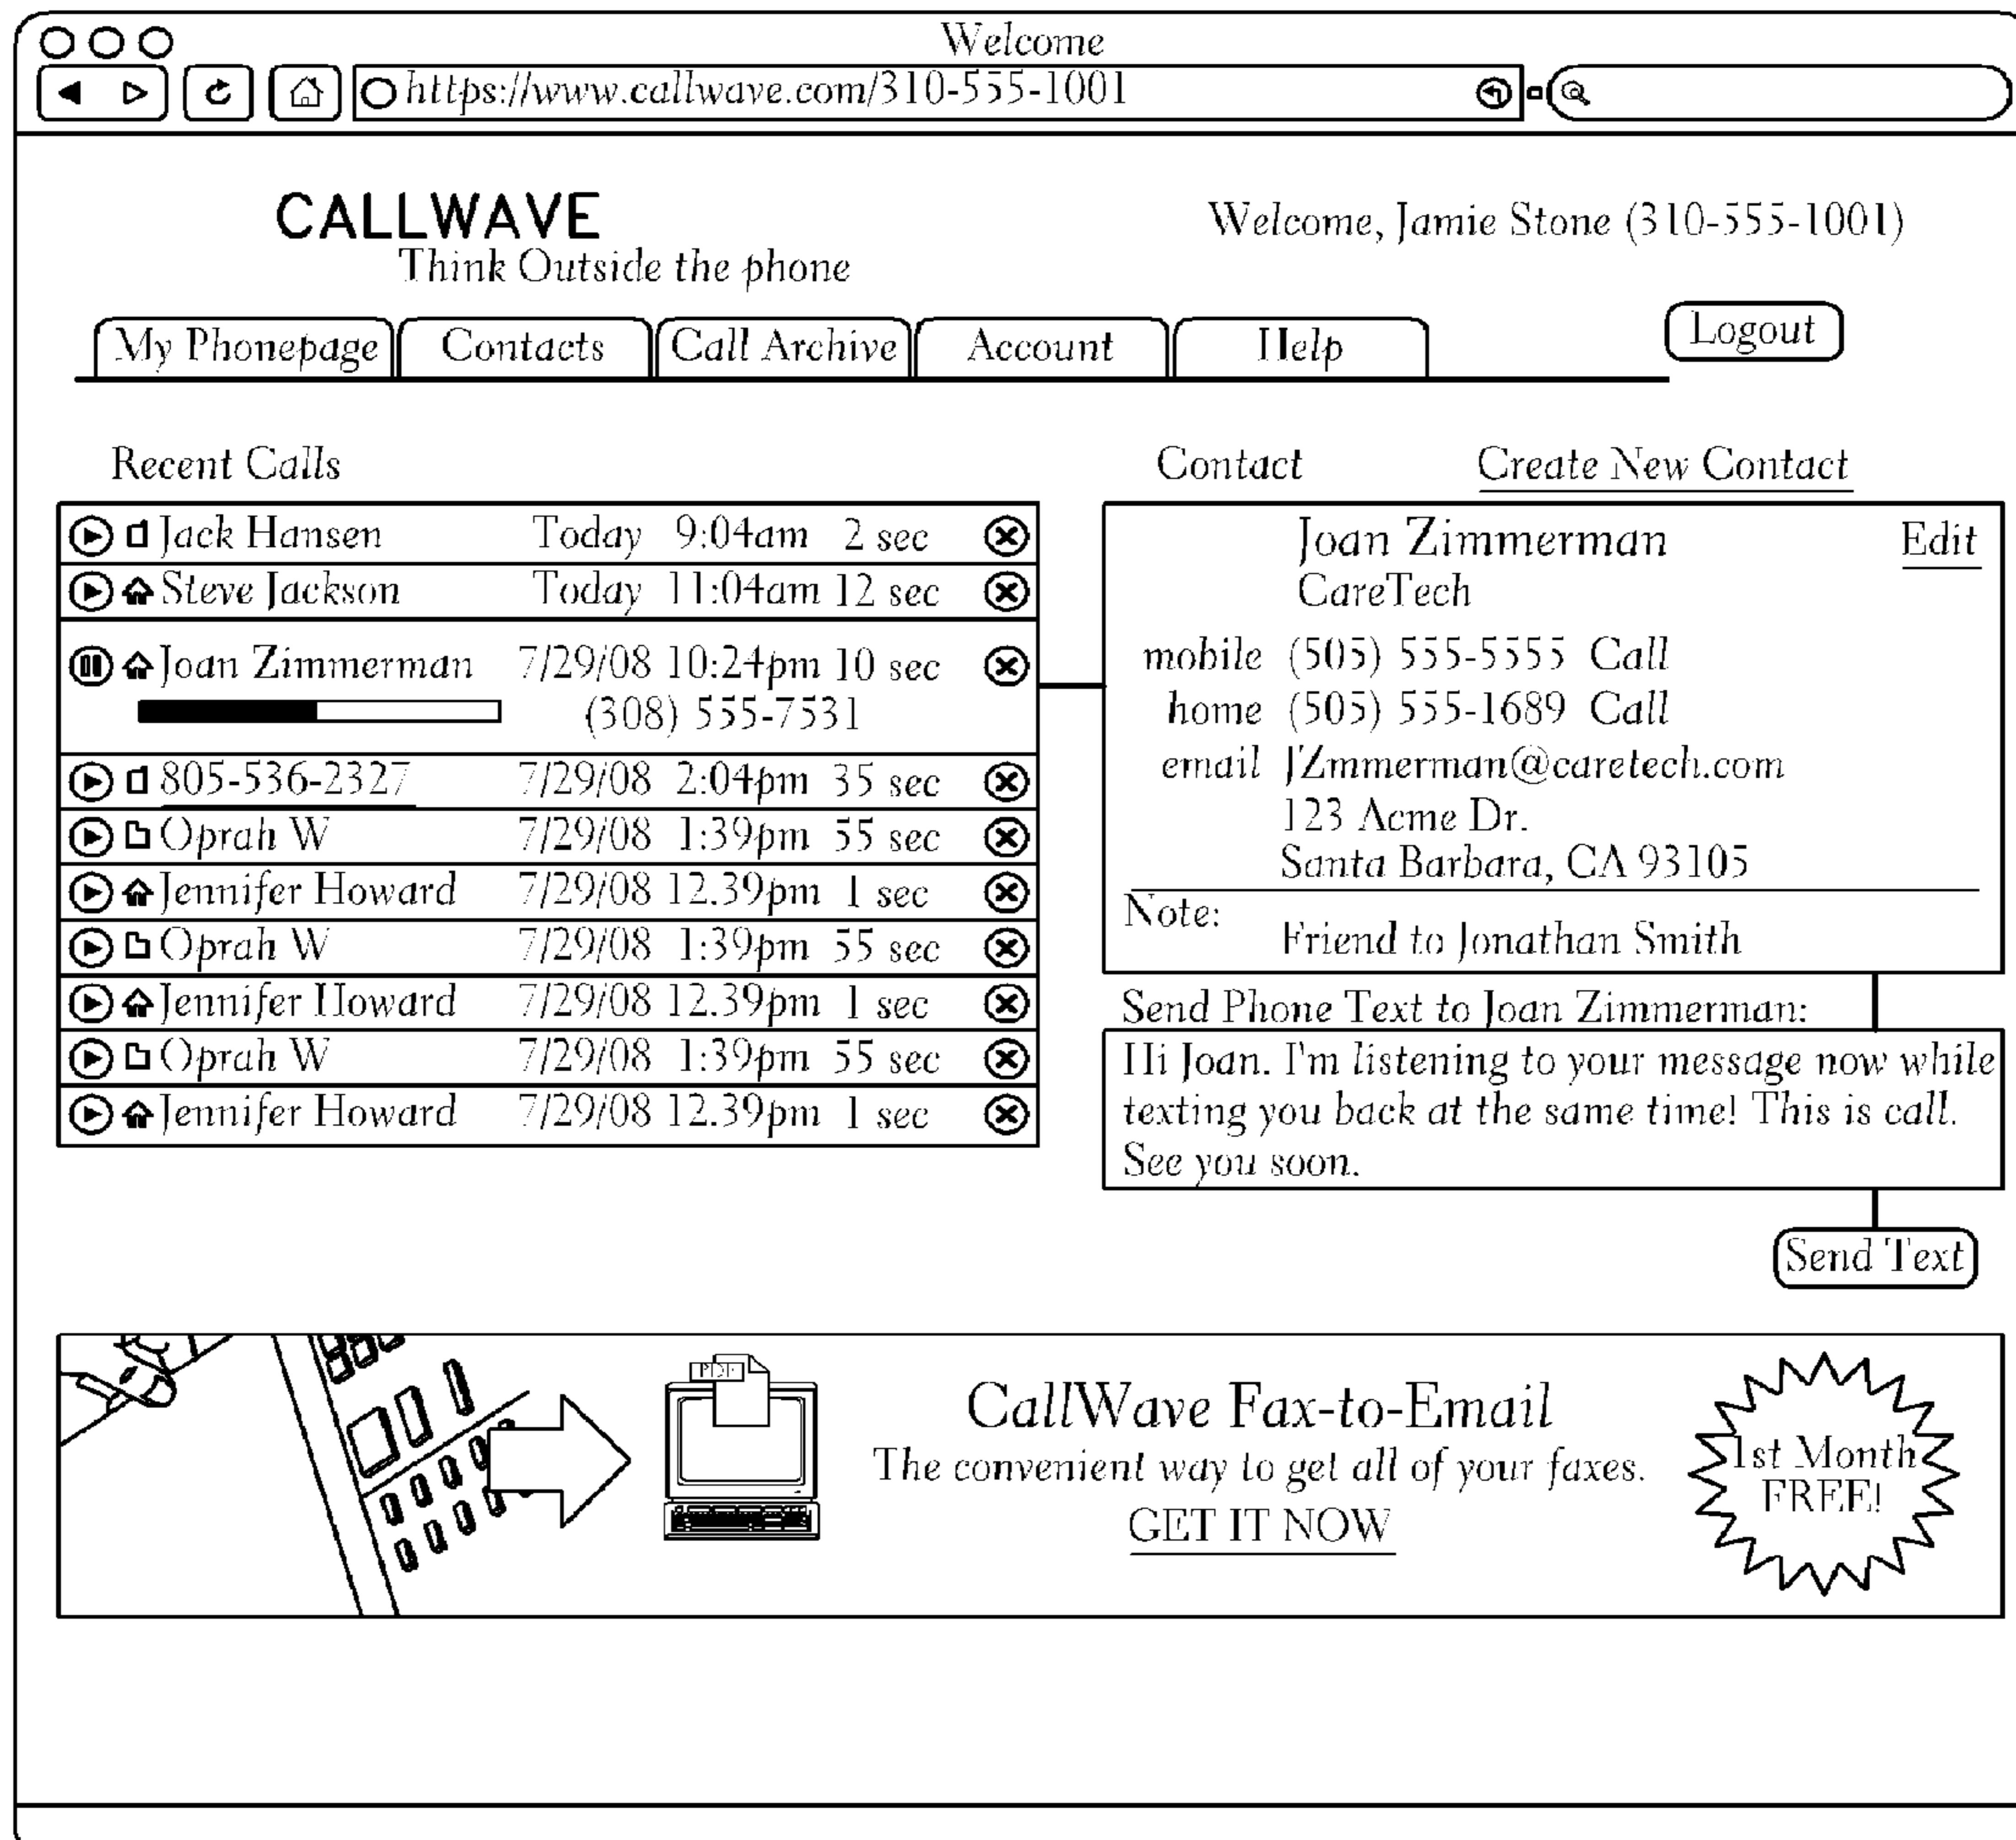 Welcome
https://www.callwave.com/310-555-1001
CALLWAVE
Think Outside the phone
Welcome, Jamie Stone (310-555-1001)
My Phonepage Contacts Call Archive Account Help Logout
Recent Calls
Jack Hansen Today 9:04am 2 sec
Steve Jackson Today 11:04am 12 sec
Joan Zimmerman 7/29/08 10:24pm 10 sec
(308) 555-7531
805-536-2327 7/29/08 2:04pm 35 sec
Oprah W 7/29/08 1:39pm 55 sec
Jennifer Howard 7/29/08 12.39pm 1 sec
Oprah W 7/29/08 1:39pm 55 sec
Jennifer Howard 7/29/08 12.39pm 1 sec
Oprah W 7/29/08 1:39pm 55 sec
Jennifer Howard 7/29/08 12.39pm 1 sec
Contact Create New Contact
Joan Zimmerman Edit
CareTech
mobile (505) 555-5555 Call
home (505) 555-1689 Call
email JZmmerman@caretech.com
123 Acme Dr.
Santa Barbara, CA 93105
Note:
Friend to Jonathan Smith
Send Phone Text to Joan Zimmerman:
Hi Joan. I'm listening to your message now while
texting you back at the same time! This is call.
See you soon.
Send Text
PDF
CallWave Fax-to-Email
The convenient way to get all of your faxes.
GET IT NOW
1st Month
FREE!